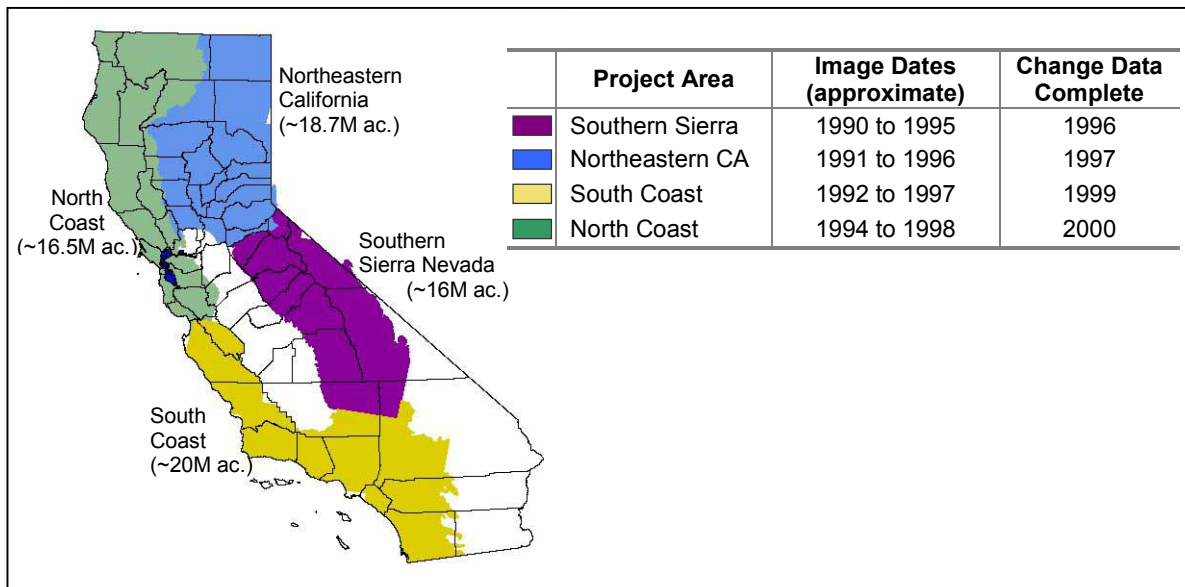 Northeastern
California
(~18.7M ac.)
North
Coast
(~16.5M ac.)
Southern
Sierra Nevada
(~16M ac.)
South
Coast
(~20M ac.)
Project Area Image Dates (approximate) Change Data Complete
Southern Sierra 1990 to 1995 1996
Northeastern CA 1991 to 1996 1997
South Coast 1992 to 1997 1999
North Coast 1994 to 1998 2000